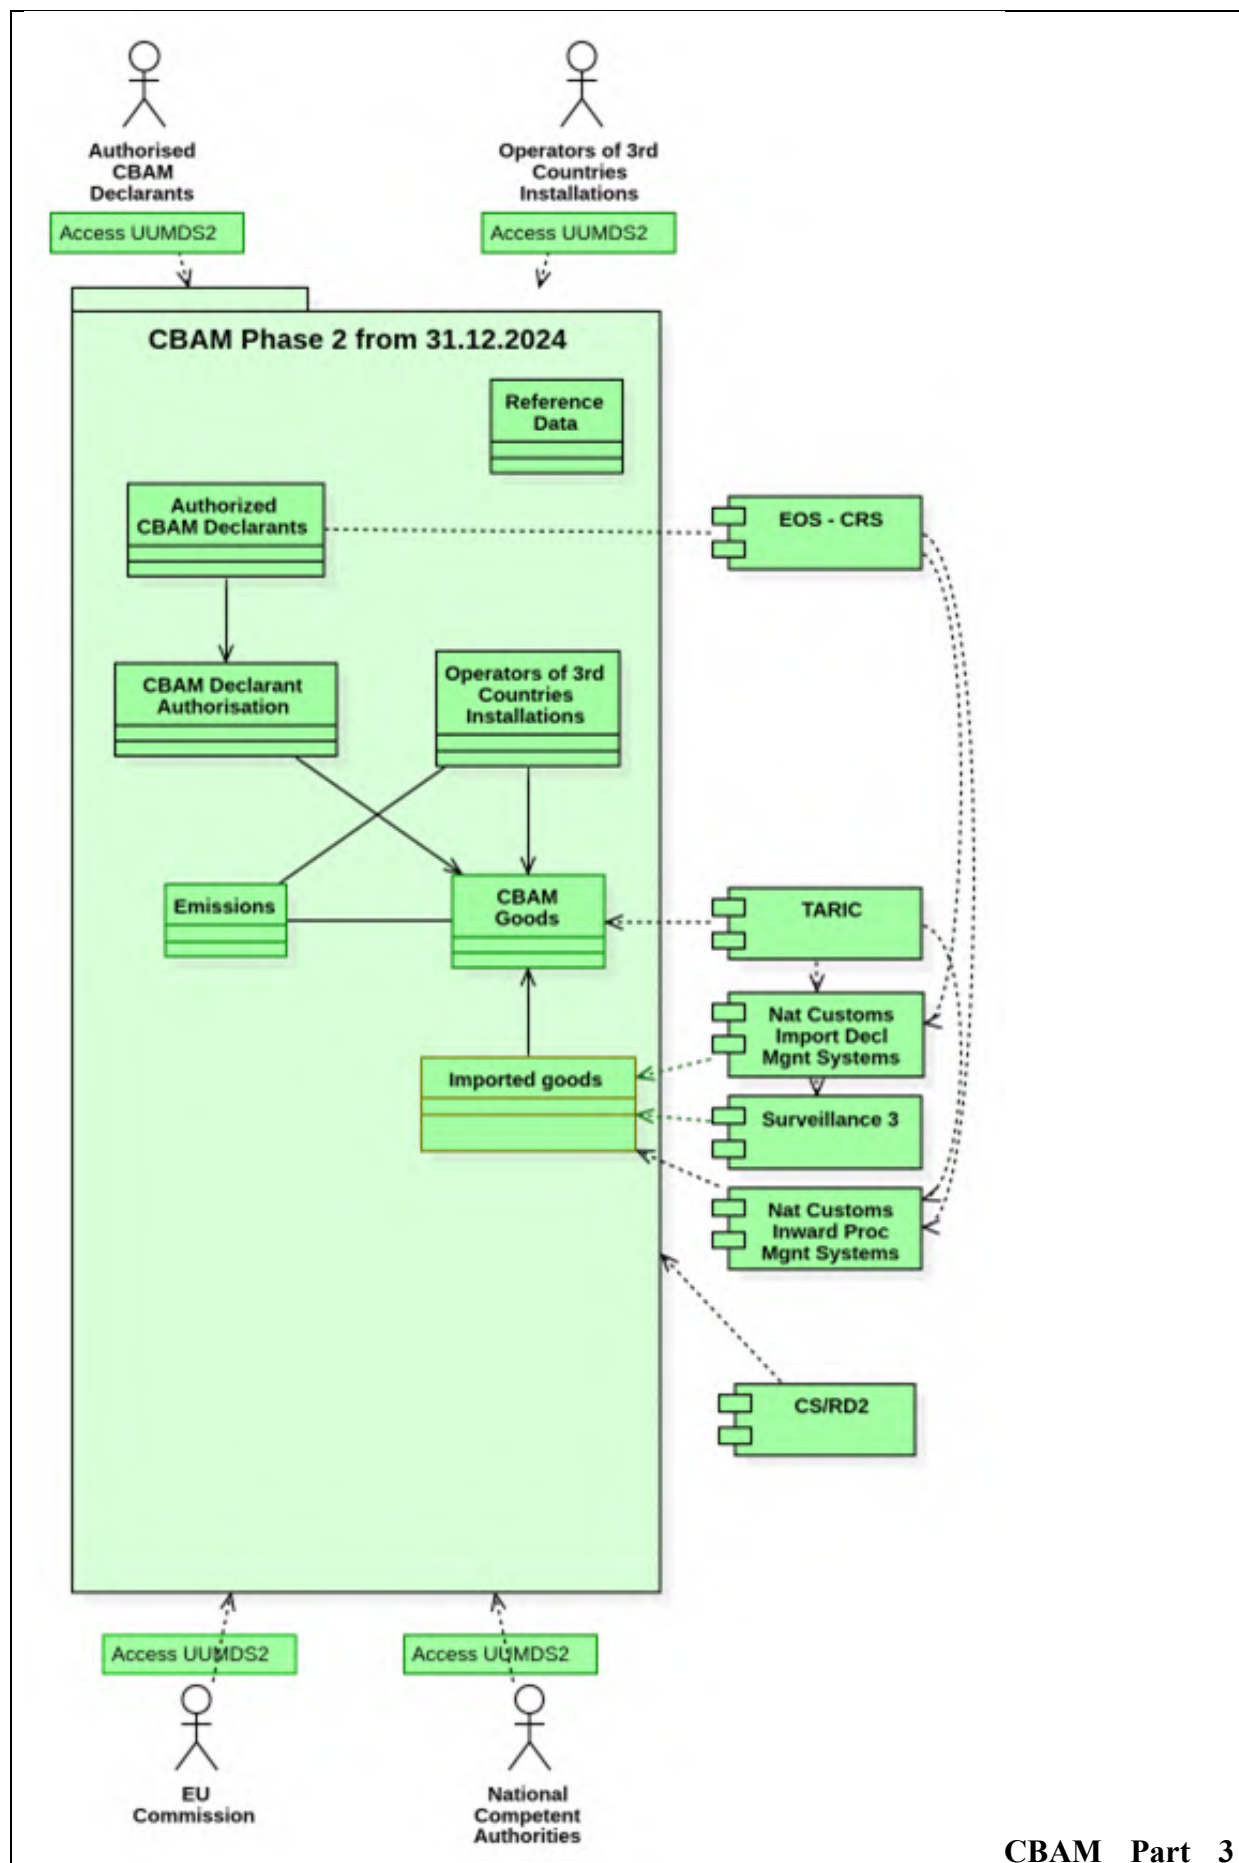 Authorised
CBAM
Declarants
Operators of 3rd
Countries
Installations
Access UUMDS2
Access UUMDS2
CBAM Phase 2 from 31.12.2024
Reference
Data
Authorized
CBAM Declarants
EOS - CRS
CBAM Declarant
Authorisation
Operators of 3rd
Countries
Installations
Emissions
CBAM
Goods
TARIC
Nat Customs
Import Decl
Mgnt Systems
Imported goods
Surveillance 3
Nat Customs
Inward Proc
Mgnt Systems
CS/RD2
Access UUMDS2
Access UUMDS2
EU
Commission
National
Competent
Authorities
CBAM Part 3